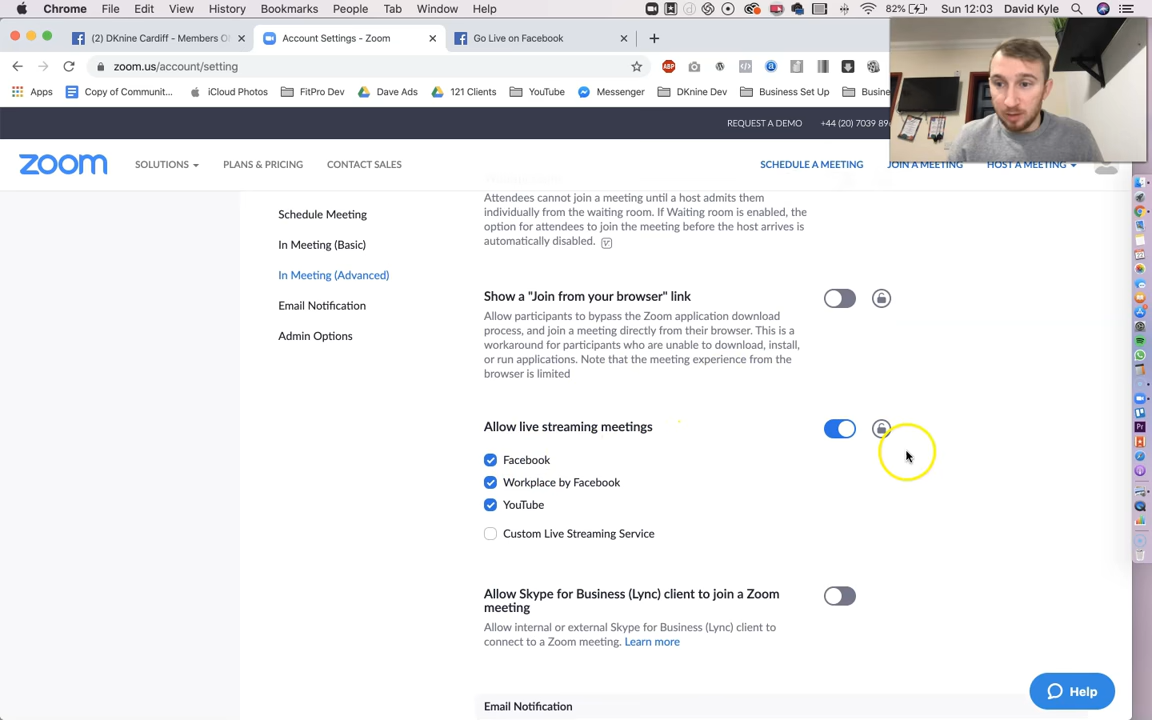 Chrome File Edit View History Bookmarks People Tab Window Help 82% Sun 12:03 David Kyle
(2) DKnine Cardiff - Members O
Account Settings - Zoom
Go Live on Facebook
zoom.us/account/setting
ABP
Apps Copy of Communit... iCloud Photos FitPro Dev Dave Ads 121 Clients YouTube Messenger DKnine Dev Business Set Up Busine
REQUEST A DEMO +44 (20) 7039 89
zoom SOLUTIONS PLANS & PRICING CONTACT SALES SCHEDULE A MEETING JOIN A MEETING HOST A MEETING
Schedule Meeting
In Meeting (Basic)
In Meeting (Advanced)
Email Notification
Admin Options
Attendees cannot join a meeting until a host admits them
individually from the waiting room. If Waiting room is enabled, the
option for attendees to join the meeting before the host arrives is
automatically disabled.
Show a "Join from your browser" link
Allow participants to bypass the Zoom application download
process, and join a meeting directly from their browser. This is a
workaround for participants who are unable to download, install,
or run applications. Note that the meeting experience from the
browser is limited
Allow live streaming meetings
Facebook
Workplace by Facebook
YouTube
Custom Live Streaming Service
Allow Skype for Business (Lync) client to join a Zoom
meeting
Allow internal or external Skype for Business (Lync) client to
connect to a Zoom meeting. Learn more
Email Notification
Help